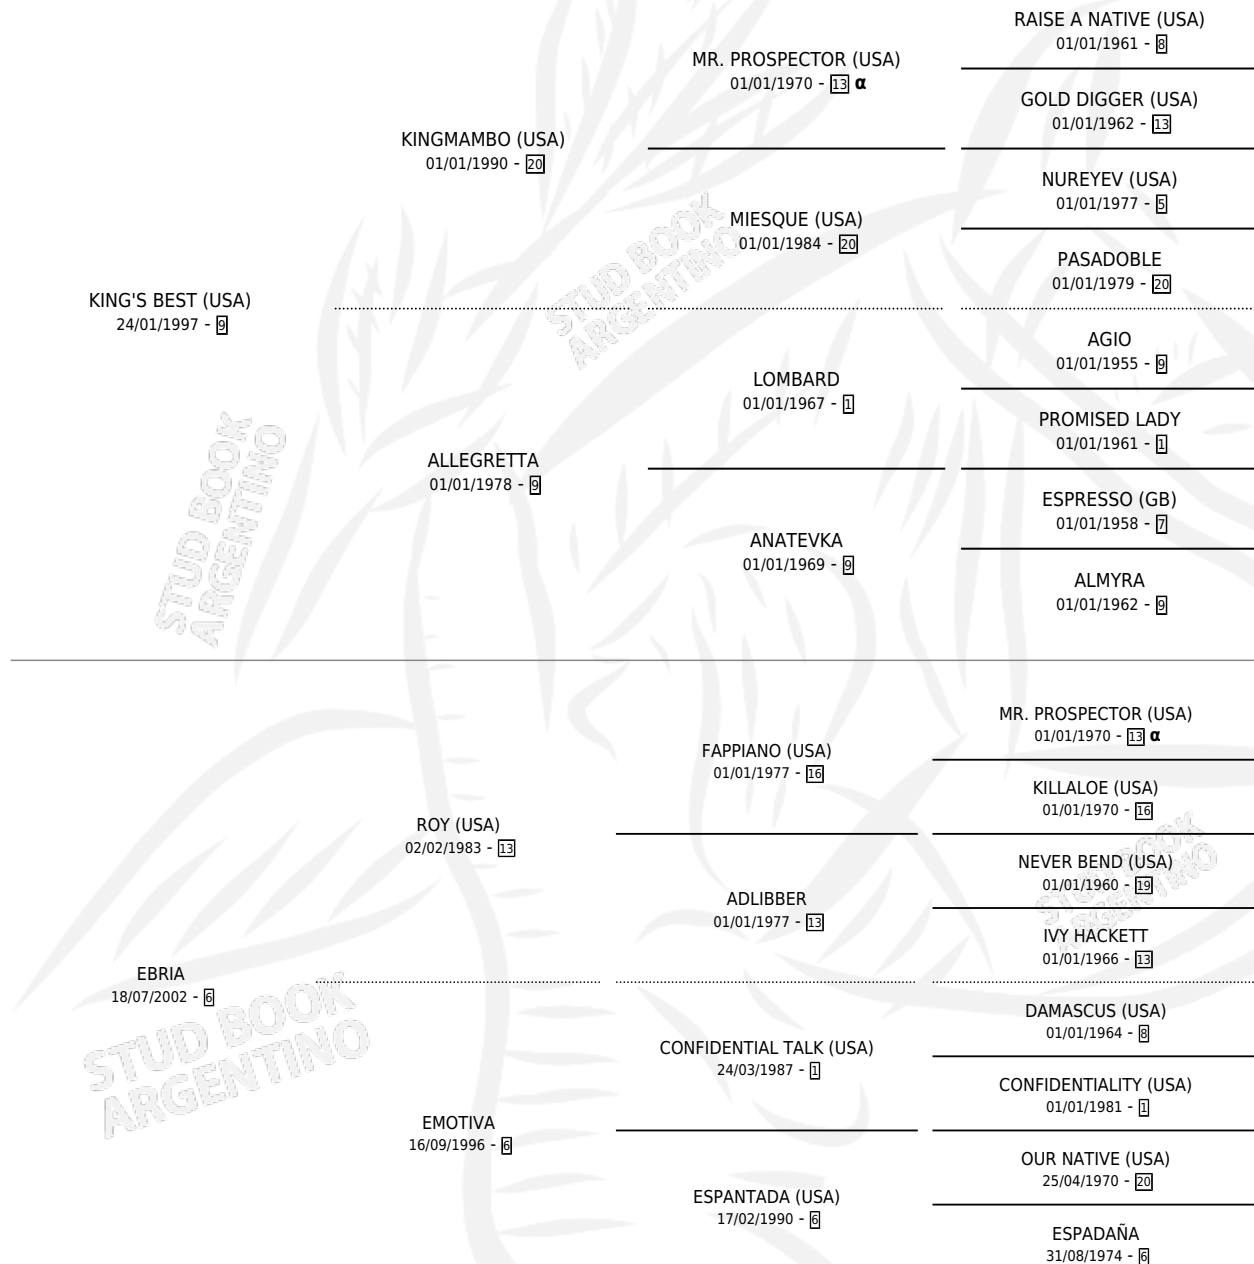 RAISE A NATIVE (USA)
01/01/1961 - 8
MR. PROSPECTOR (USA)
01/01/1970 - 13 α
GOLD DIGGER (USA)
01/01/1962 - 13
KINGMAMBO (USA)
01/01/1990 - 20
NUREYEV (USA)
01/01/1977 - 5
MIESQUE (USA)
01/01/1984 - 20
PASADOBLE
01/01/1979 - 20
KING'S BEST (USA)
24/01/1997 - 9
AGIO
01/01/1955 - 9
LOMBARD
01/01/1967 - 1
PROMISED LADY
01/01/1961 - 1
ALLEGRETTA
01/01/1978 - 9
ESPRESSO (GB)
01/01/1958 - 7
ANATEVKA
01/01/1969 - 9
ALMYRA
01/01/1962 - 9
MR. PROSPECTOR (USA)
01/01/1970 - 13 α
FAPPIANO (USA)
01/01/1977 - 16
KILLALOE (USA)
01/01/1970 - 16
ROY (USA)
02/02/1983 - 13
NEVER BEND (USA)
01/01/1960 - 19
ADLIBBER
01/01/1977 - 13
IVY HACKETT
01/01/1966 - 13
EBRIA
18/07/2002 - 6
DAMASCUS (USA)
01/01/1964 - 8
CONFIDENTIAL TALK (USA)
24/03/1987 - 1
CONFIDENTIALITY (USA)
01/01/1981 - 1
EMOTIVA
16/09/1996 - 6
OUR NATIVE (USA)
25/04/1970 - 20
ESPANTADA (USA)
17/02/1990 - 6
ESPADAÑA
31/08/1974 - 6
STUD BOOK
ARGENTINO
STUD BOOK
ARGENTINO
STUD BOOK
ARGENTINO
STUD BOOK
ARGENTINO